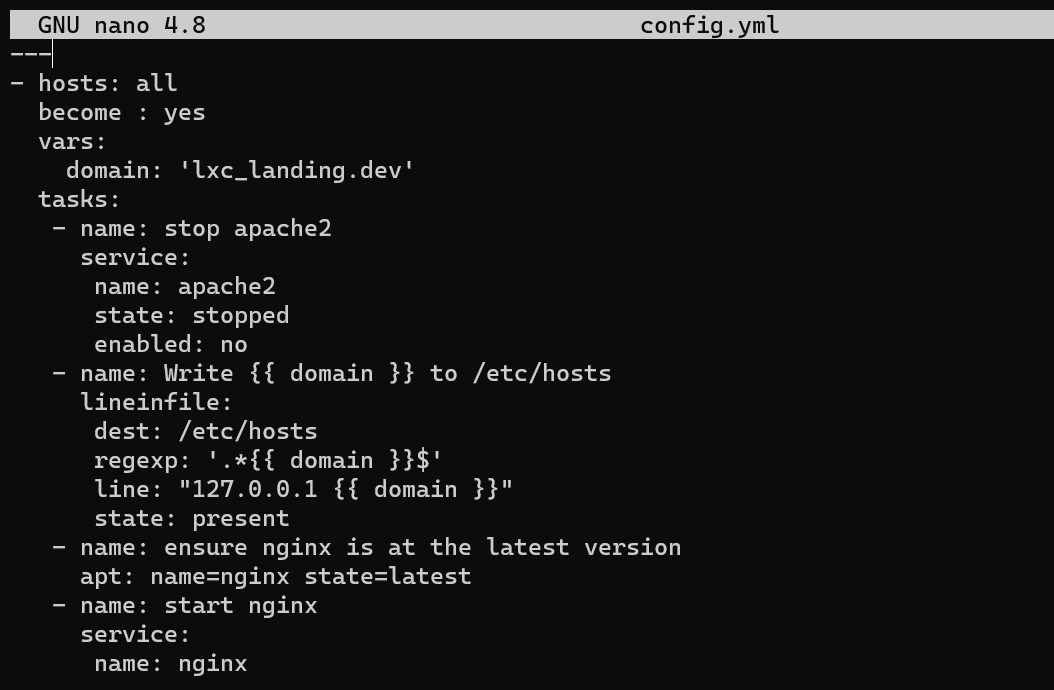 GNU nano 4.8 config.yml
---
- hosts: all
  become : yes
  vars:
    domain: 'lxc_landing.dev'
  tasks:
   - name: stop apache2
     service:
      name: apache2
      state: stopped
      enabled: no
   - name: Write {{ domain }} to /etc/hosts
     lineinfile:
      dest: /etc/hosts
      regexp: '.*{{ domain }}$'
      line: "127.0.0.1 {{ domain }}"
      state: present
   - name: ensure nginx is at the latest version
     apt: name=nginx state=latest
   - name: start nginx
     service:
      name: nginx